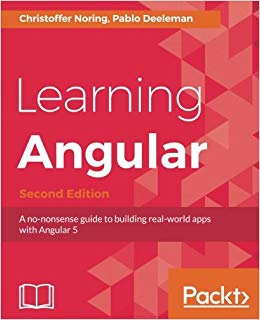 Christoffer Noring, Pablo Deeleman
Learning
Angular
Second Edition
A no-nonsense guide to building real-world apps
with Angular 5
Packt>